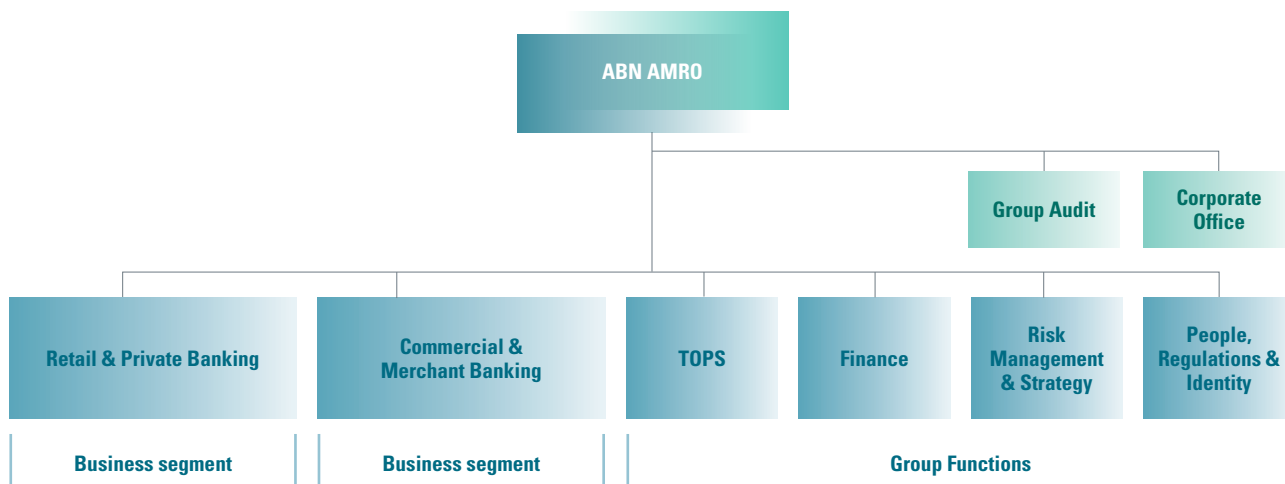 ABN AMRO
Group Audit
Corporate
Office
Retail & Private Banking
Commercial &
Merchant Banking
TOPS
Finance
Risk
Management
& Strategy
People,
Regulations &
Identity
Business segment
Business segment
Group Functions